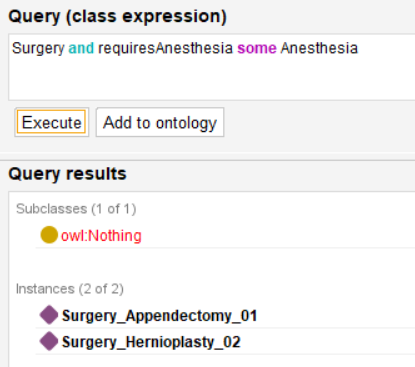 Query (class expression)
Surgery and requiresAnesthesia some Anesthesia
Execute
Add to ontology
Query results
Subclasses (1 of 1)
owl:Nothing
Instances (2 of 2)
Surgery_Appendectomy_01
Surgery_Hernioplasty_02